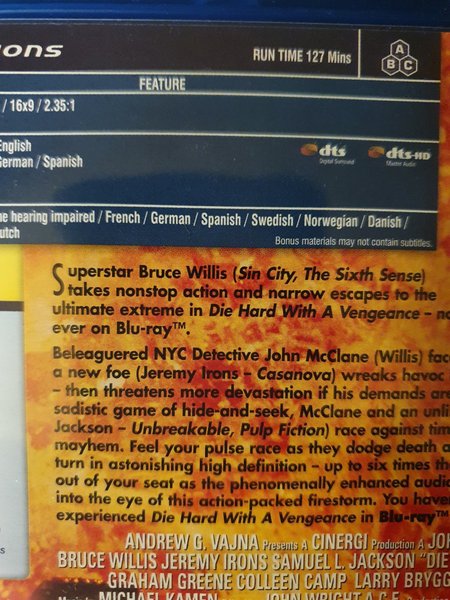 ions
RUN TIME 127 Mins
A
B C
FEATURE
/ 16x9 / 2.35:1
English
German / Spanish
dts
Digital Surround
dts-HD
Master Audio
he hearing impaired / French / German / Spanish / Swedish / Norwegian / Danish /
utch
Bonus materials may not contain subtitles.
Superstar Bruce Willis (Sin City, The Sixth Sense)
takes nonstop action and narrow escapes to the
ultimate extreme in Die Hard With A Vengeance – no
ever on Blu-ray™.
Beleaguered NYC Detective John McClane (Willis) fac
a new foe (Jeremy Irons – Casanova) wreaks havoc
– then threatens more devastation if his demands are
sadistic game of hide-and-seek, McClane and an unli
Jackson – Unbreakable, Pulp Fiction) race against tim
mayhem. Feel your pulse race as they dodge death a
turn in astonishing high definition – up to six times th
out of your seat as the phenomenally enhanced audio
into the eye of this action-packed firestorm. You have
experienced Die Hard With A Vengeance in Blu-ray™
ANDREW G. VAJNA Presents A CINERGI Production A JO
BRUCE WILLIS JEREMY IRONS SAMUEL L. JACKSON "DIE
GRAHAM GREENE COLLEEN CAMP LARRY BRYGG
MICHAEL KAMEN JOHN WRIGHT A.C.E.
s